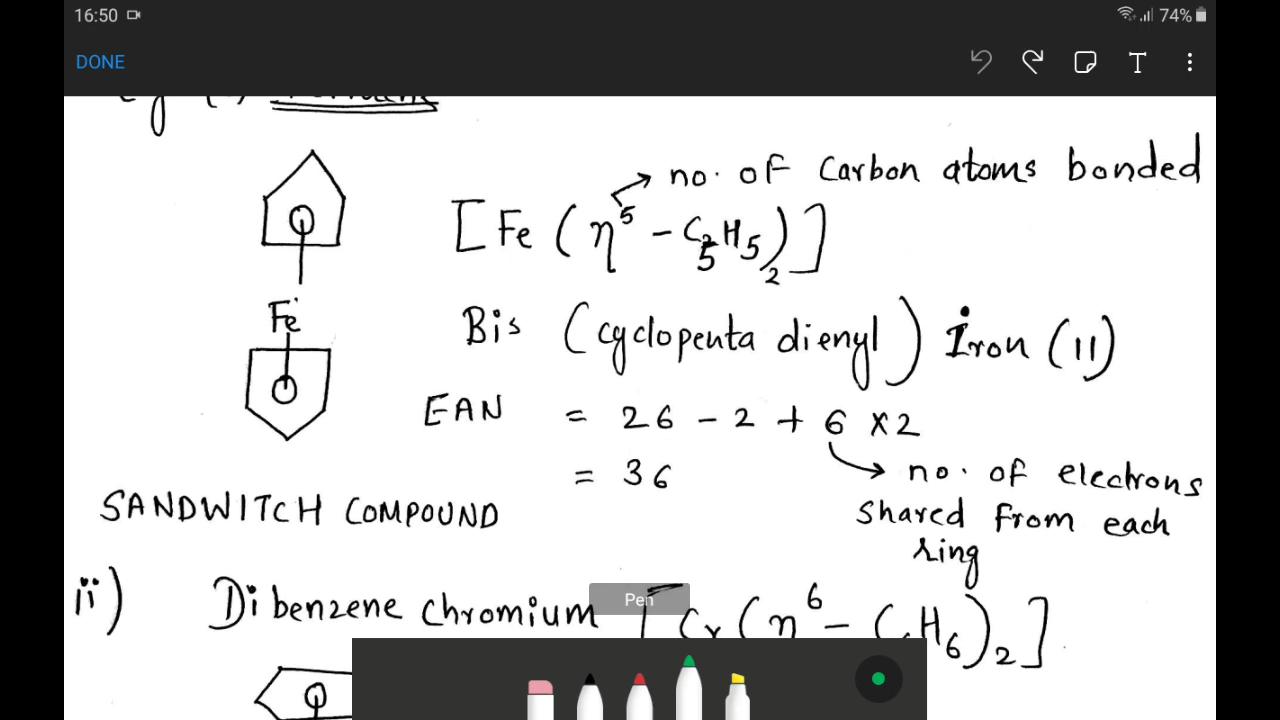 16:50
74%
DONE
Eg (i)
no. of Carbon atoms bonded
[Fe (η⁵ - C₅H₅)₂]
Fe
Bis (cyclopenta dienyl) Iron (II)
EAN = 26 - 2 + 6 x2
= 36
no. of electrons
shared from each
ring
SANDWITCH COMPOUND
ii) Dibenzene chromium [Cr(η⁶ - C₆H₆)₂]
Pen